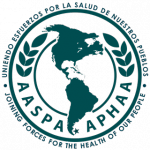 UNIENDO ESFUERZOS POR LA SALUD DE NUESTROS PUEBLOS
AASPA APHAA
• JOINING FORCES FOR THE HEALTH OF OUR PEOPLE •